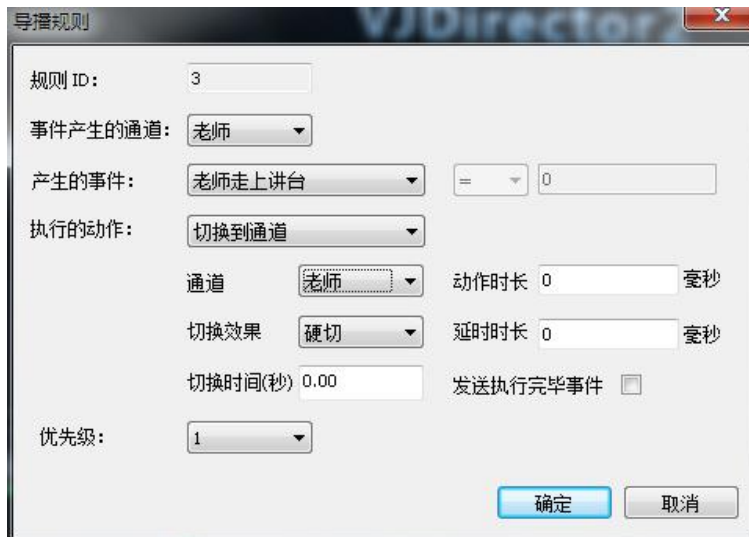 导播规则
VJDirector2
规则 ID：
3
事件产生的通道：
老师
产生的事件：
老师走上讲台
=
0
执行的动作：
切换到通道
通道
老师
动作时长
0
毫秒
切换效果
硬切
延时时长
0
毫秒
切换时间(秒)
0.00
发送执行完毕事件
优先级：
1
确定
取消